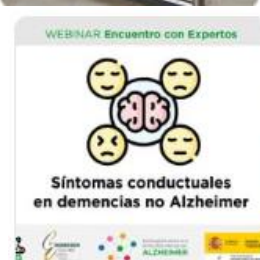 WEBINAR Encuentro con Expertos
Síntomas conductuales
en demencias no Alzheimer
ALZHEIMER